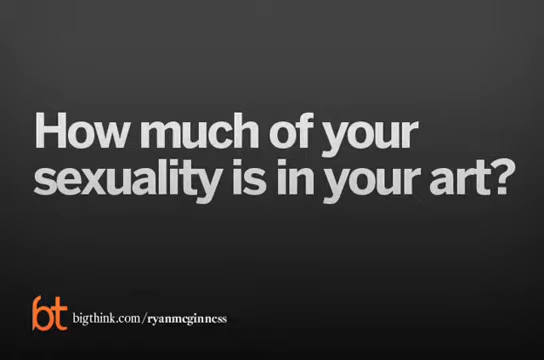 How much of your
sexuality is in your art?
bt bigthink.com/ryanmcginness